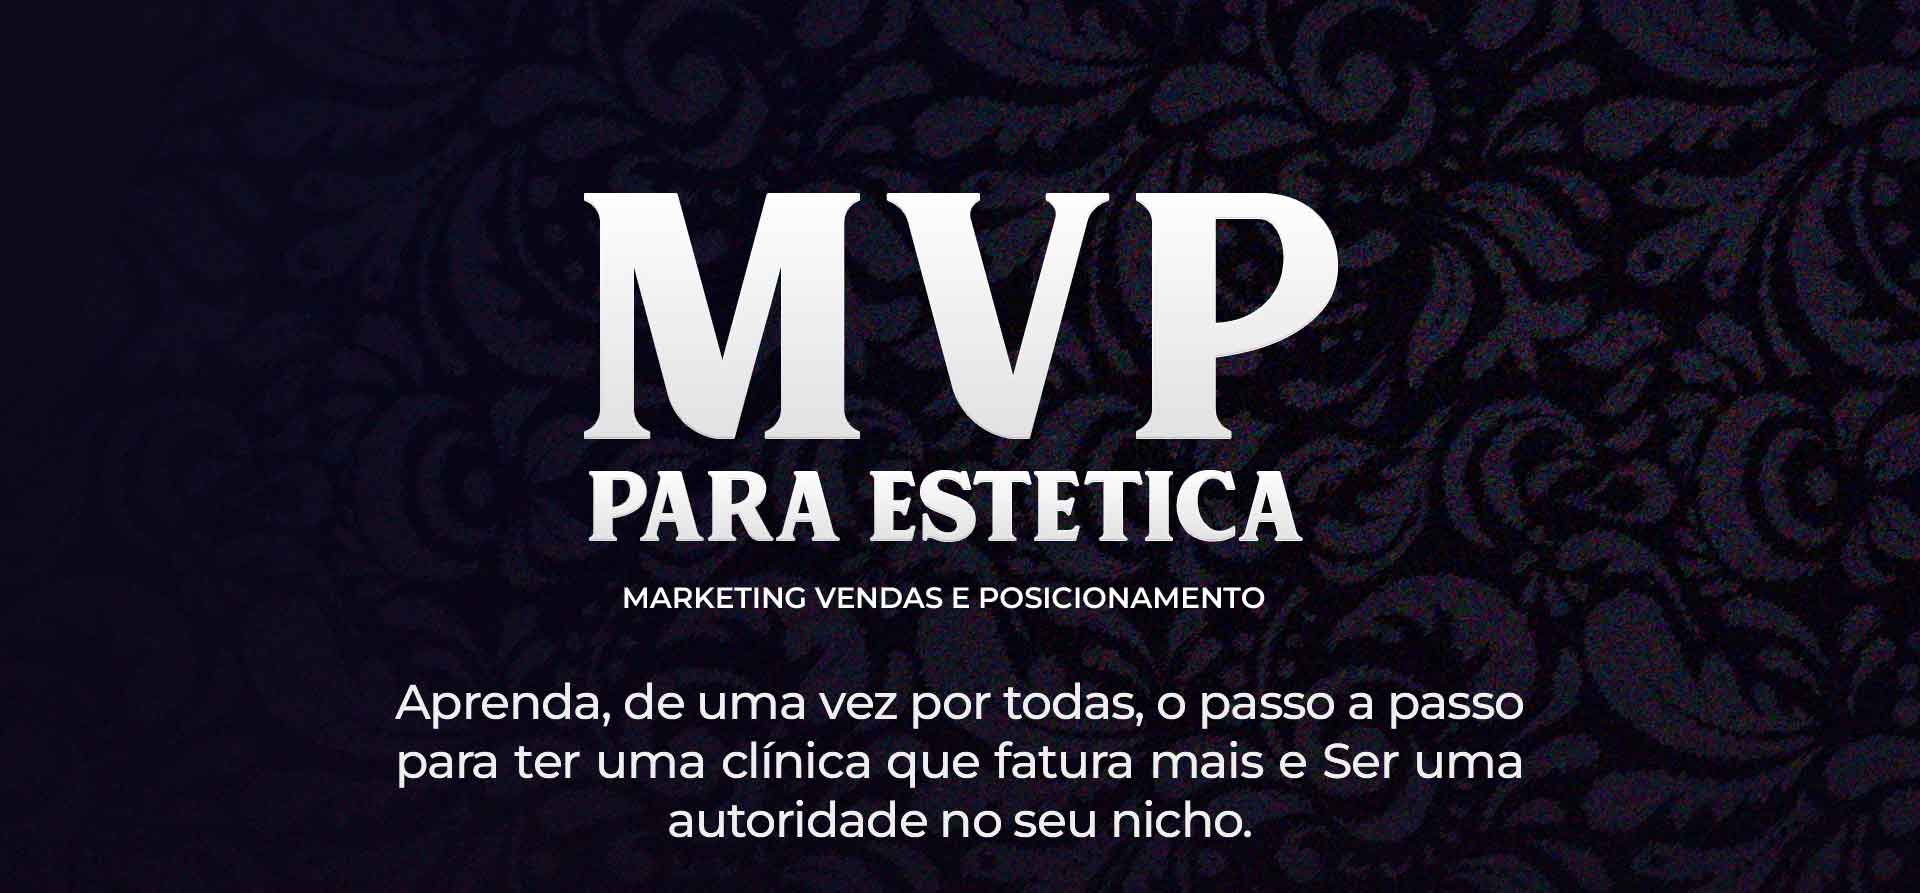 MVP
PARA ESTETICA
MARKETING VENDAS E POSICIONAMENTO
Aprenda, de uma vez por todas, o passo a passo
para ter uma clínica que fatura mais e Ser uma
autoridade no seu nicho.